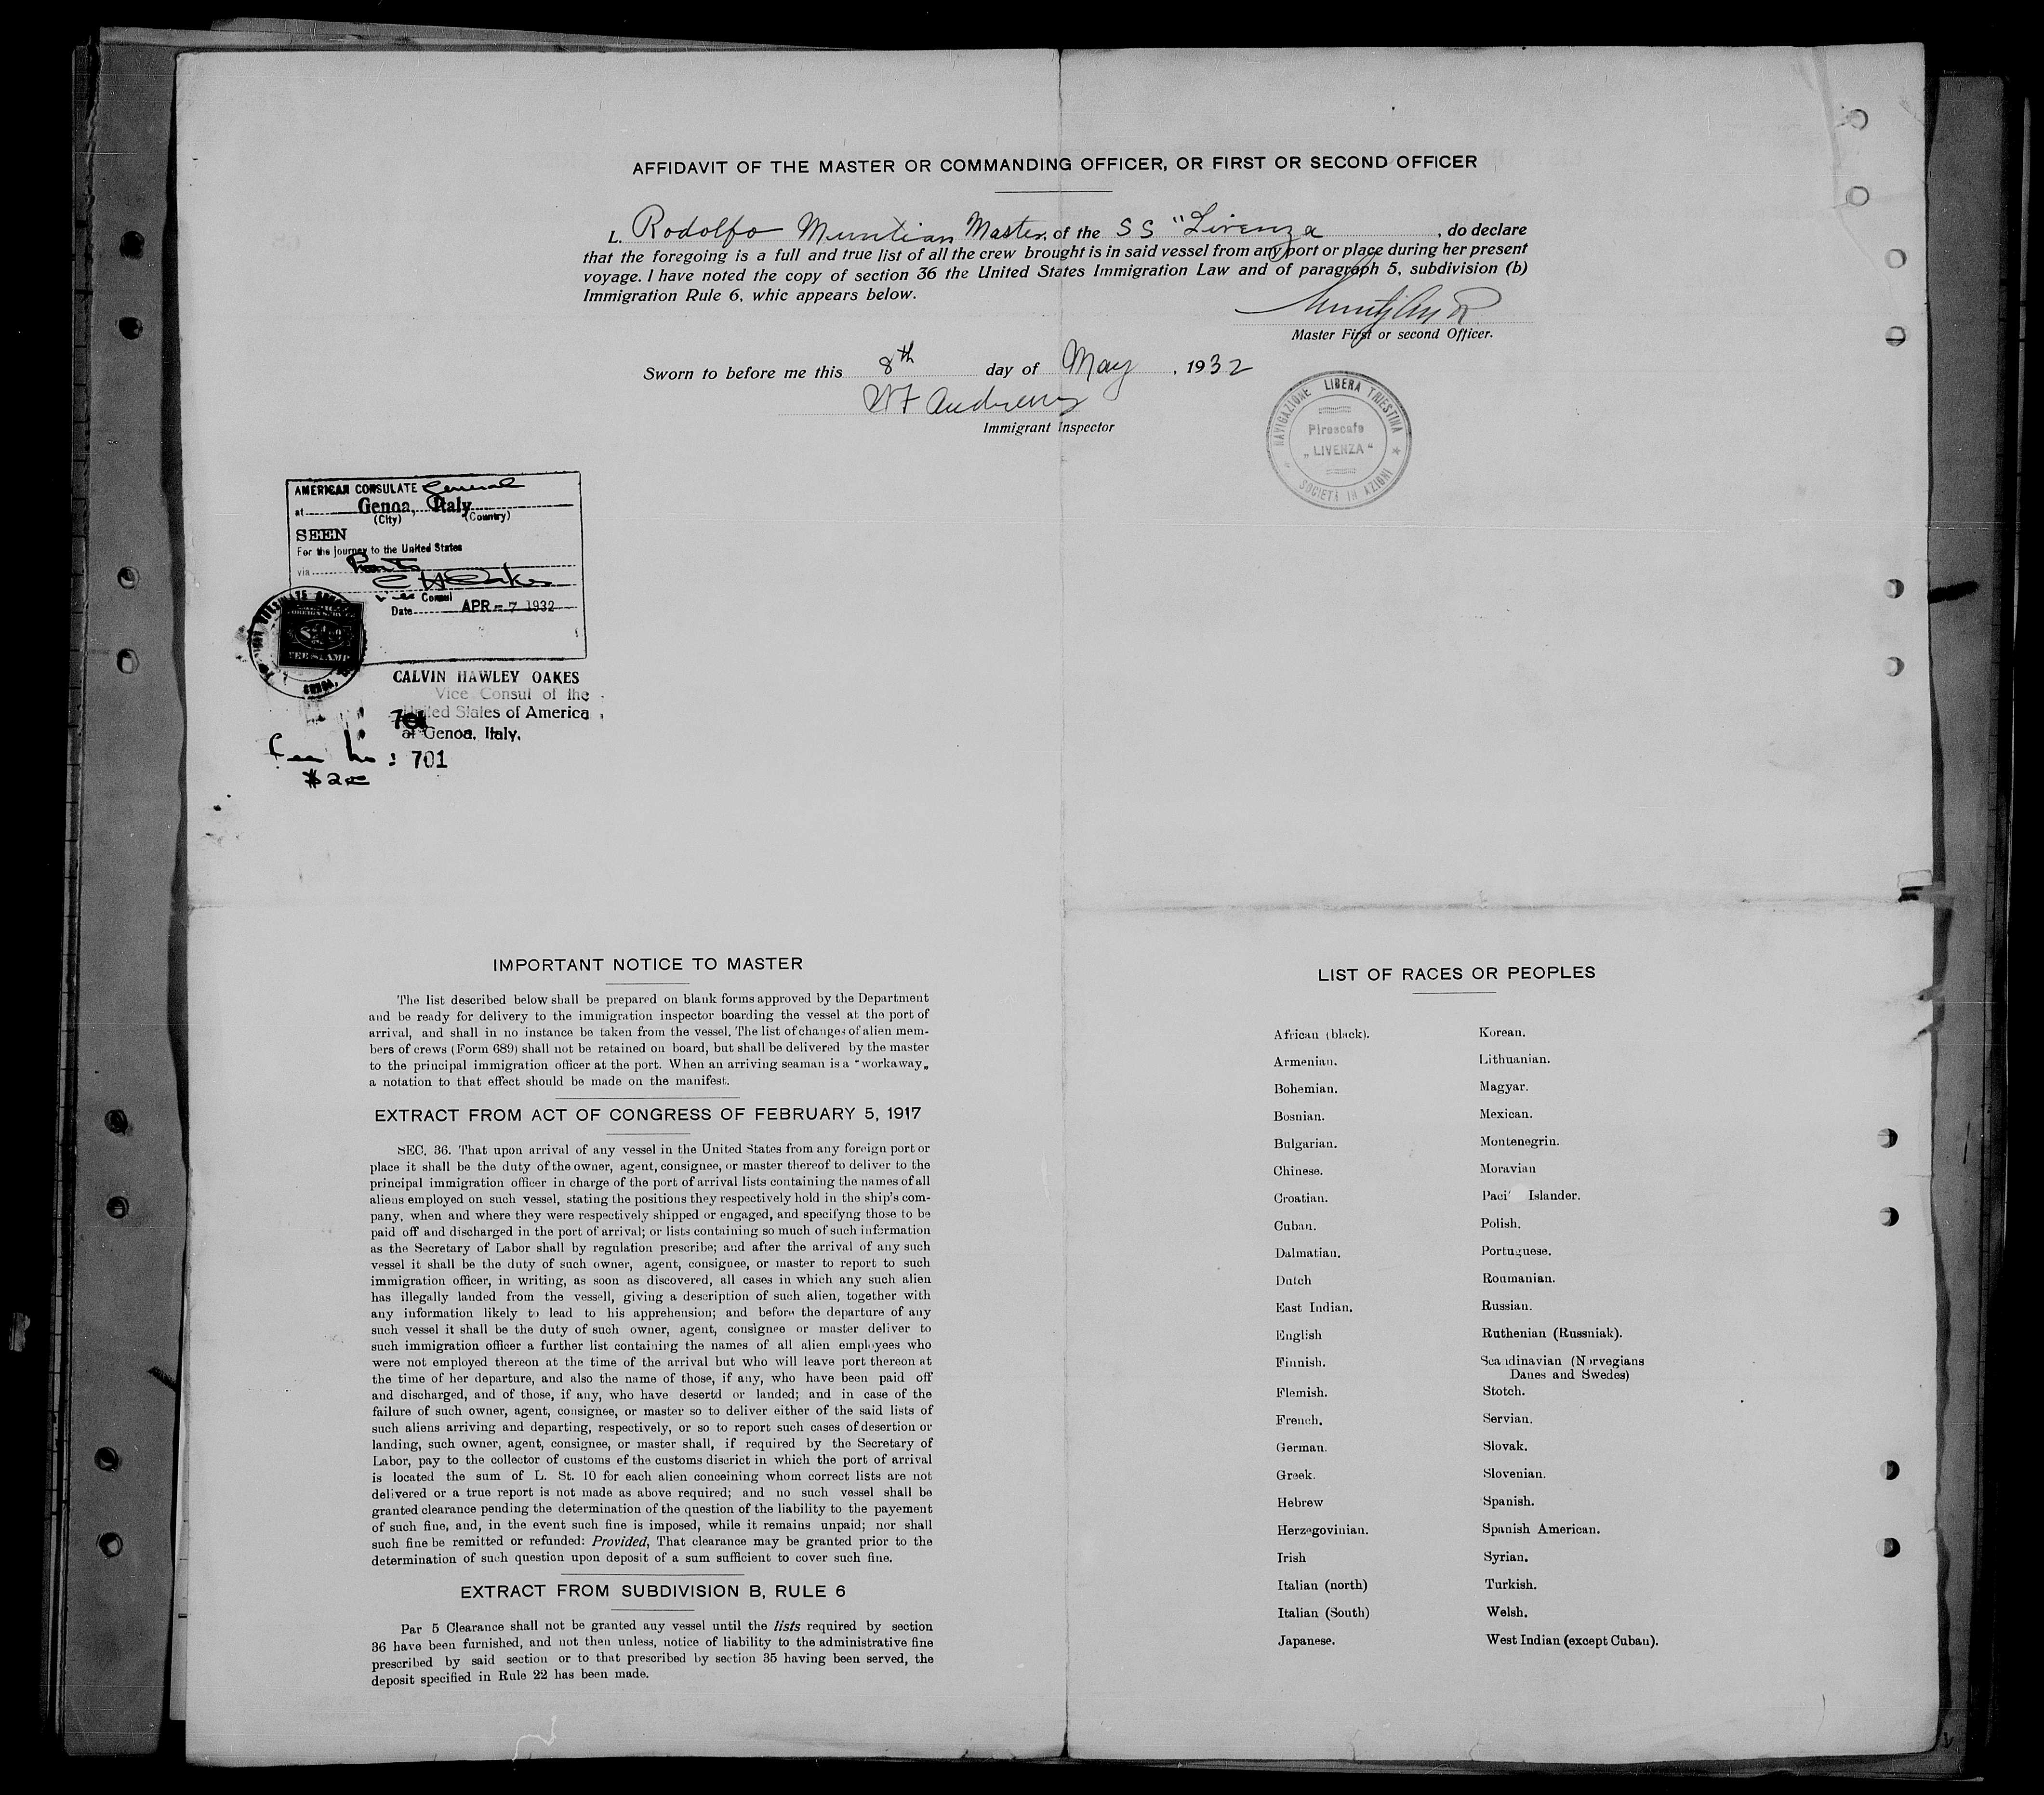 AFFIDAVIT OF THE MASTER OR COMMANDING OFFICER, OR FIRST OR SECOND OFFICER
L. Rodolfo Master, of the SS "Livenza , do declare
that the foregoing is a full and true list of all the crew brought is in said vessel from any port or place during her present
voyage. I have noted the copy of section 36 the United States Immigration Law and of paragraph 5, subdivision (b)
Immigration Rule 6, whic appears below.
Master First or second Officer.
Sworn to before me this 8th day of May , 1932
Andrews
Immigrant Inspector
NAVIGAZIONE LIBERA TRIESTINA
Piroscafo
„ LIVENZA “
SOCIETÀ IN AZIONI
AMERICAN CONSULATE General
at Genoa, Italy
(City) (Country)
SEEN
For the journey to the United States
via
C H Oakes
Vice Consul
Date APR - 7 1932
FEE STAMP
CALVIN HAWLEY OAKES
Vice Consul of the
United States of America
at Genoa, Italy,
: 701
$2
IMPORTANT NOTICE TO MASTER
The list described below shall be prepared on blank forms approved by the Department
and be ready for delivery to the immigration inspector boarding the vessel at the port of
arrival, and shall in no instance be taken from the vessel. The list of changes of alien mem-
bers of crews (Form 689) shall not be retained on board, but shall be delivered by the master
to the principal immigration officer at the port. When an arriving seaman is a "workaway„
a notation to that effect should be made on the manifest.
EXTRACT FROM ACT OF CONGRESS OF FEBRUARY 5, 1917
SEC. 36. That upon arrival of any vessel in the United States from any foreign port or
place it shall be the duty of the owner, agent, consignee, or master thereof to deliver to the
principal immigration officer in charge of the port of arrival lists containing the names of all
aliens employed on such vessel, stating the positions they respectively hold in the ship's com-
pany, when and where they were respectively shipped or engaged, and specifyng those to be
paid off and discharged in the port of arrival; or lists containing so much of such information
as the Secretary of Labor shall by regulation prescribe; and after the arrival of any such
vessel it shall be the duty of such owner, agent, consignee, or master to report to such
immigration officer, in writing, as soon as discovered, all cases in which any such alien
has illegally landed from the vessell, giving a description of such alien, together with
any information likely to lead to his apprehension; and before the departure of any
such vessel it shall be the duty of such owner, agent, consignee or master deliver to
such immigration officer a further list containing the names of all alien employees who
were not employed thereon at the time of the arrival but who will leave port thereon at
the time of her departure, and also the name of those, if any, who have been paid off
and discharged, and of those, if any, who have desertd or landed; and in case of the
failure of such owner, agent, consignee, or master so to deliver either of the said lists of
such aliens arriving and departing, respectively, or so to report such cases of desertion or
landing, such owner, agent, consignee, or master shall, if required by the Secretary of
Labor, pay to the collector of customs ef the customs discrict in which the port of arrival
is located the sum of L. St. 10 for each alien conceining whom correct lists are not
delivered or a true report is not made as above required; and no such vessel shall be
granted clearance pending the determination of the question of the liability to the payement
of such fine, and, in the event such fine is imposed, while it remains unpaid; nor shall
such fine be remitted or refunded: Provided, That clearance may be granted prior to the
determination of such question upon deposit of a sum sufficient to cover such fine.
EXTRACT FROM SUBDIVISION B, RULE 6
Par 5 Clearance shall not be granted any vessel until the lists required by section
36 have been furnished, and not then unless, notice of liability to the administrative fine
prescribed by said section or to that prescribed by section 35 having been served, the
deposit specified in Rule 22 has been made.
LIST OF RACES OR PEOPLES
African (black).
Armenian.
Bohemian.
Bosnian.
Bulgarian.
Chinese.
Croatian.
Cuban.
Dalmatian.
Dutch
East Indian.
English
Finnish.
Flemish.
French.
German.
Greek.
Hebrew
Herzegovinian.
Irish
Italian (north)
Italian (South)
Japanese.
Korean.
Lithuanian.
Magyar.
Mexican.
Montenegrin.
Moravian
Paci Islander.
Polish.
Portuguese.
Roumanian.
Russian.
Ruthenian (Russniak).
Scandinavian (Norvegians
Danes and Swedes)
Stotch.
Servian.
Slovak.
Slovenian.
Spanish.
Spanish American.
Syrian.
Turkish.
Welsh.
West Indian (except Cuban).